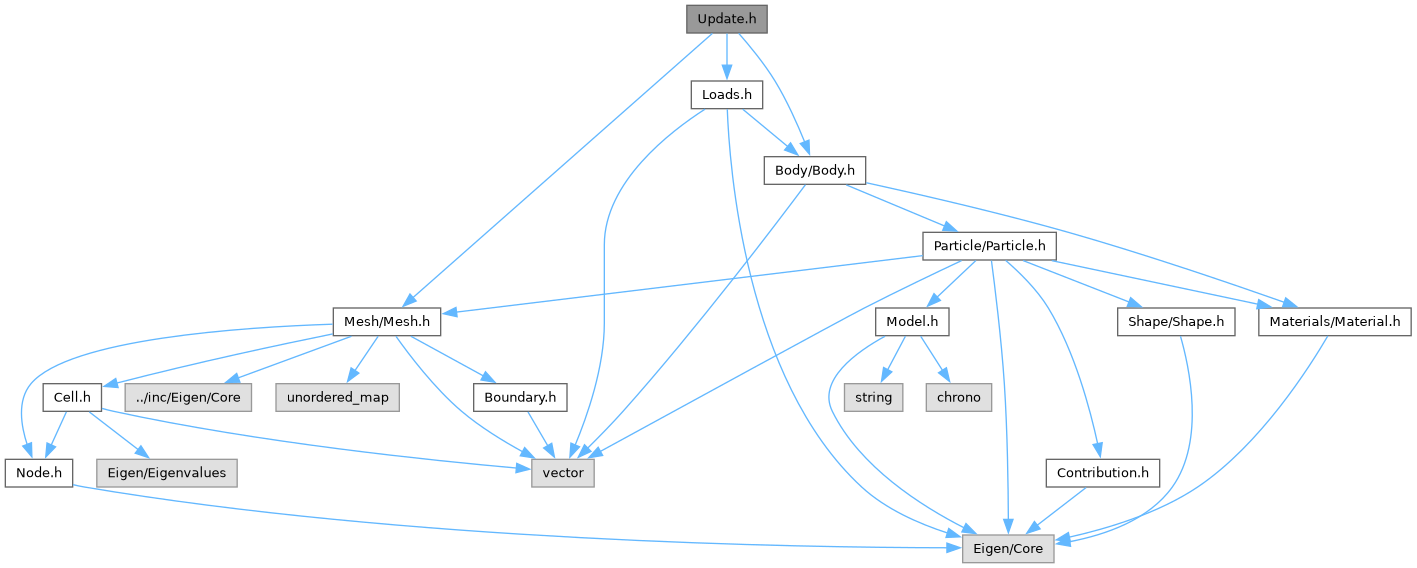 Update.h
Loads.h
Body/Body.h
Particle/Particle.h
Mesh/Mesh.h
Model.h
Shape/Shape.h
Materials/Material.h
Cell.h
../inc/Eigen/Core
unordered_map
Boundary.h
string
chrono
Node.h
Eigen/Eigenvalues
vector
Contribution.h
Eigen/Core